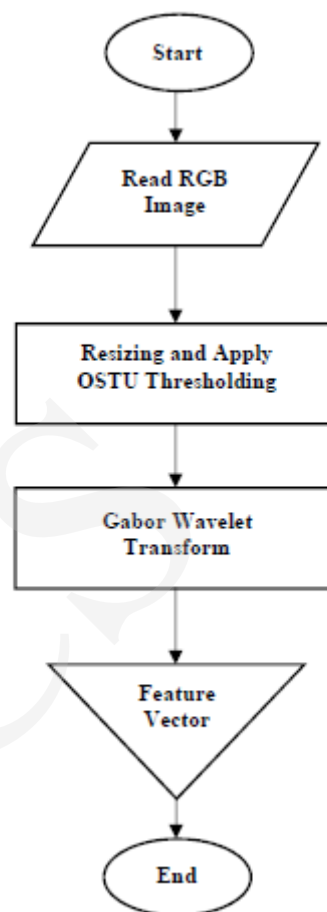 Start
Read RGB
Image
Resizing and Apply
OSTU Thresholding
Gabor Wavelet
Transform
Feature
Vector
End